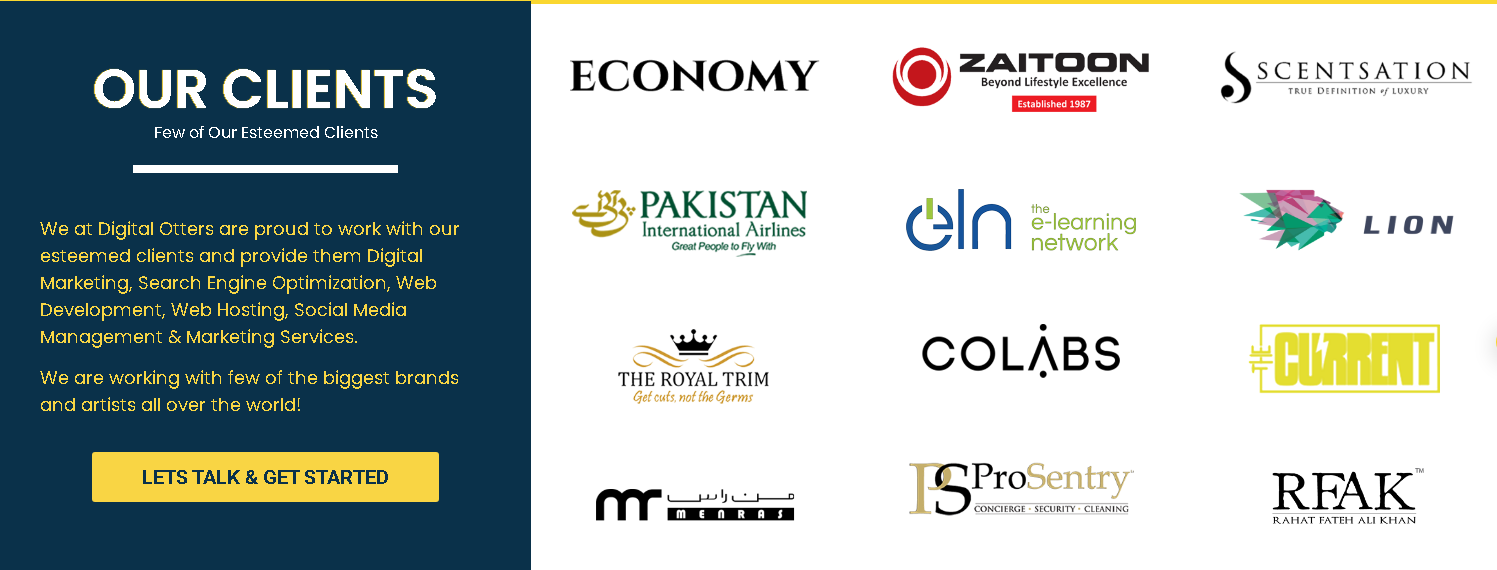 OUR CLIENTS
Few of Our Esteemed Clients
We at Digital Otters are proud to work with our
esteemed clients and provide them Digital
Marketing, Search Engine Optimization, Web
Development, Web Hosting, Social Media
Management & Marketing Services.
We are working with few of the biggest brands
and artists all over the world!
LETS TALK & GET STARTED
ECONOMY
ZAITOON
Beyond Lifestyle Excellence
Established 1987
SCENTSATION
TRUE DEFINITION of LUXURY
PAKISTAN
International Airlines
Great People to Fly With
eln
the
e-learning
network
LION
THE ROYAL TRIM
Get cuts, not the Germs
COLABS
THE CURRENT
mr
من راس
MENRAS
PS ProSentry™
CONCIERGE · SECURITY · CLEANING
RFAK™
RAHAT FATEH ALI KHAN